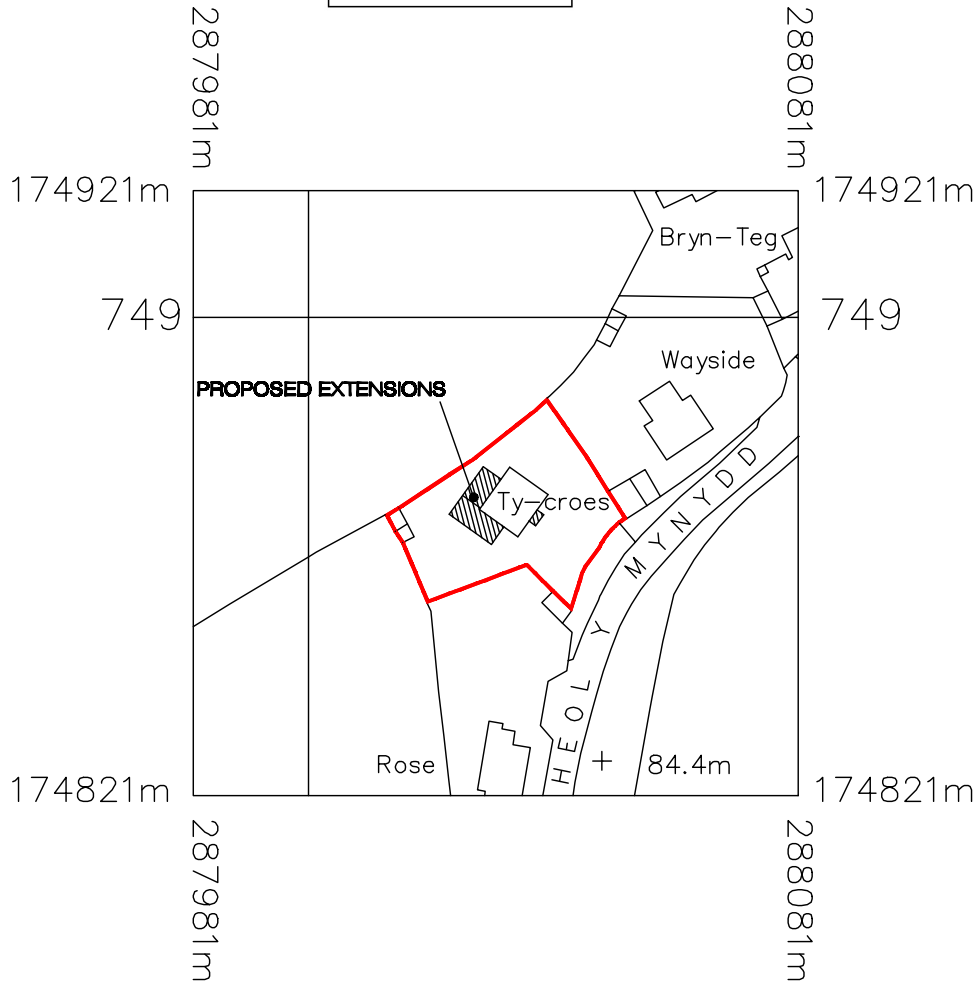 287981m
288081m
174921m
174921m
Bryn-Teg
749
749
Wayside
PROPOSED EXTENSIONS
Ty-croes
HEOL Y MYNYDD
Rose
84.4m
174821m
174821m
287981m
288081m